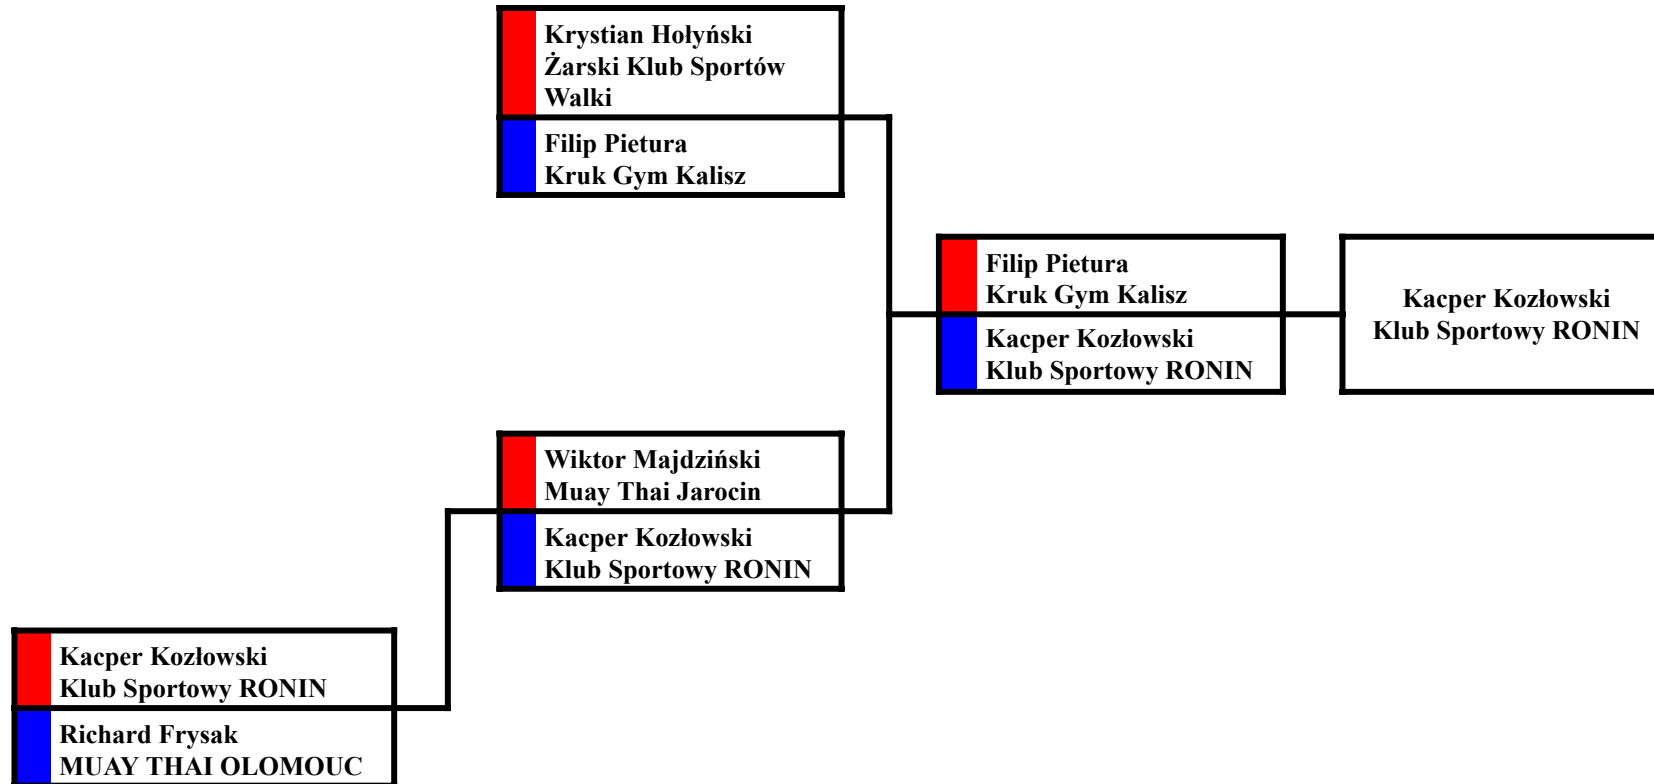 Krystian Hołyński
Żarski Klub Sportów
Walki
Filip Pietura
Kruk Gym Kalisz
Filip Pietura
Kruk Gym Kalisz
Kacper Kozłowski
Klub Sportowy RONIN
Kacper Kozłowski
Klub Sportowy RONIN
Wiktor Majdziński
Muay Thai Jarocin
Kacper Kozłowski
Klub Sportowy RONIN
Kacper Kozłowski
Klub Sportowy RONIN
Richard Frysak
MUAY THAI OLOMOUC